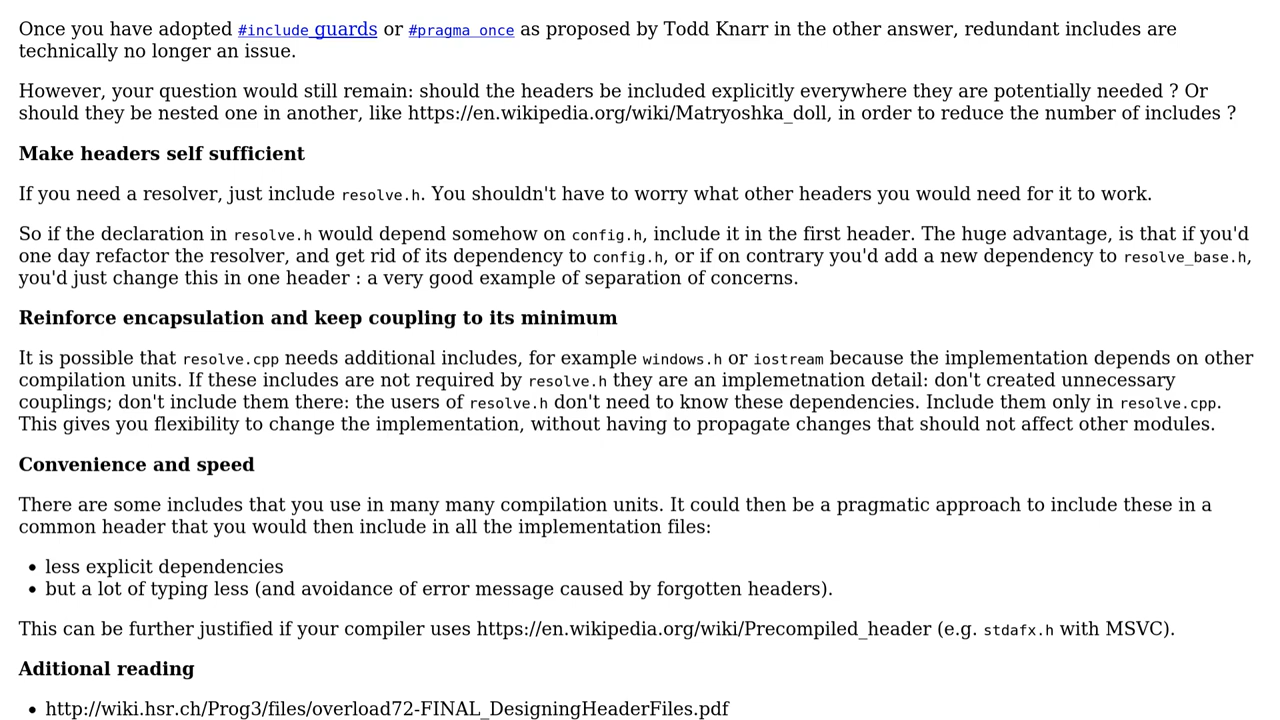 Once you have adopted #include guards or #pragma once as proposed by Todd Knarr in the other answer, redundant includes are
technically no longer an issue.
However, your question would still remain: should the headers be included explicitly everywhere they are potentially needed ? Or
should they be nested one in another, like https://en.wikipedia.org/wiki/Matryoshka_doll, in order to reduce the number of includes ?
Make headers self sufficient
If you need a resolver, just include resolve.h. You shouldn't have to worry what other headers you would need for it to work.
So if the declaration in resolve.h would depend somehow on config.h, include it in the first header. The huge advantage, is that if you'd
one day refactor the resolver, and get rid of its dependency to config.h, or if on contrary you'd add a new dependency to resolve_base.h,
you'd just change this in one header : a very good example of separation of concerns.
Reinforce encapsulation and keep coupling to its minimum
It is possible that resolve.cpp needs additional includes, for example windows.h or iostream because the implementation depends on other
compilation units. If these includes are not required by resolve.h they are an implemetnation detail: don't created unnecessary
couplings; don't include them there: the users of resolve.h don't need to know these dependencies. Include them only in resolve.cpp.
This gives you flexibility to change the implementation, without having to propagate changes that should not affect other modules.
Convenience and speed
There are some includes that you use in many many compilation units. It could then be a pragmatic approach to include these in a
common header that you would then include in all the implementation files:
• less explicit dependencies
• but a lot of typing less (and avoidance of error message caused by forgotten headers).
This can be further justified if your compiler uses https://en.wikipedia.org/wiki/Precompiled_header (e.g. stdafx.h with MSVC).
Aditional reading
• http://wiki.hsr.ch/Prog3/files/overload72-FINAL_DesigningHeaderFiles.pdf